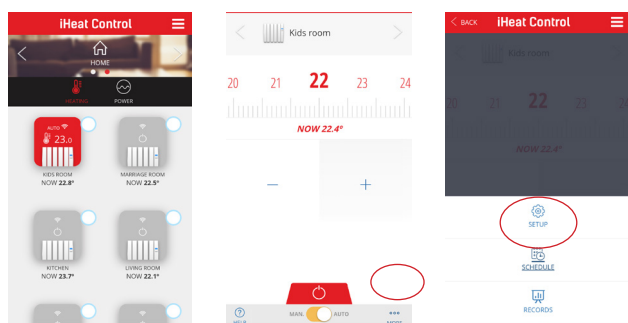 iHeat Control
HOME
HEATING
POWER
AUTO
23.0
KIDS ROOM
NOW 22.8°
MARRIAGE ROOM
NOW 22.5°
KITCHEN
NOW 23.7°
LIVING ROOM
NOW 22.1°
Kids room
20 21 22 23 24
NOW 22.4°
− +
MAN. AUTO
HELP
MORE
< BACK iHeat Control
Kids room
20 21 22 23 24
NOW 22.4°
SETUP
SCHEDULE
RECORDS